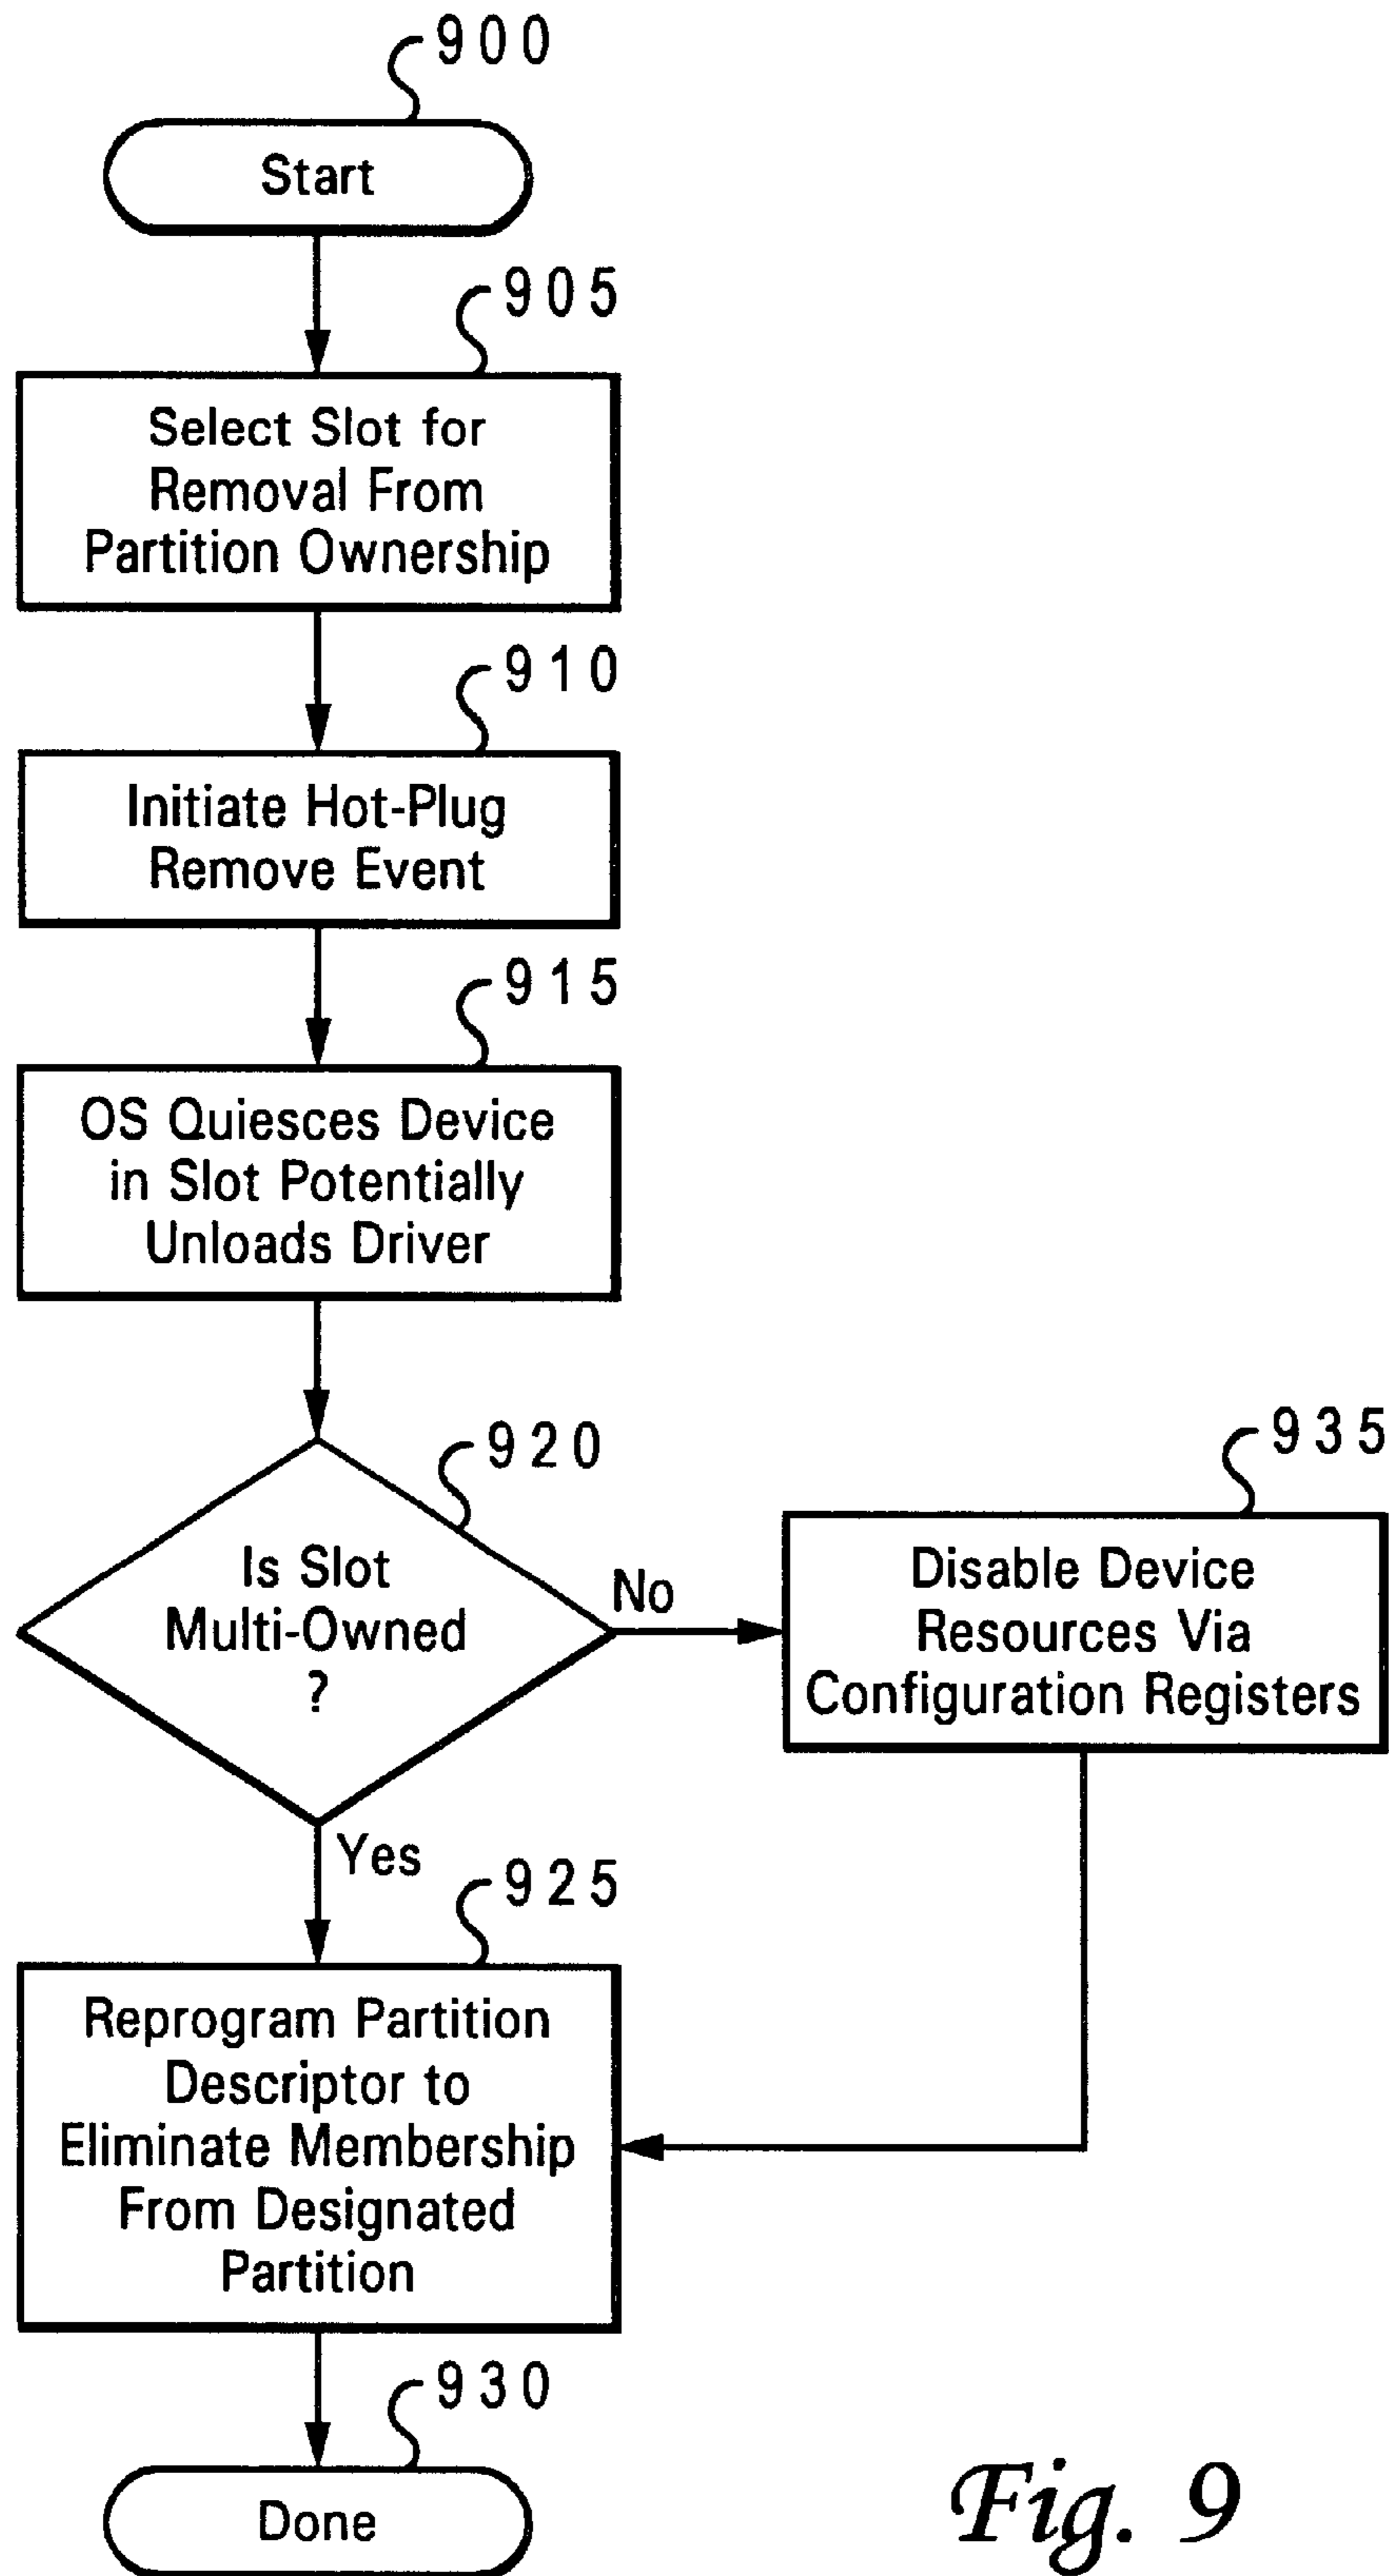 900
Start
905
Select Slot for
Removal From
Partition Ownership
910
Initiate Hot-Plug
Remove Event
915
OS Quiesces Device
in Slot Potentially
Unloads Driver
920
Is Slot
Multi-Owned
?
No
935
Disable Device
Resources Via
Configuration Registers
Yes
925
Reprogram Partition
Descriptor to
Eliminate Membership
From Designated
Partition
930
Done
Fig. 9